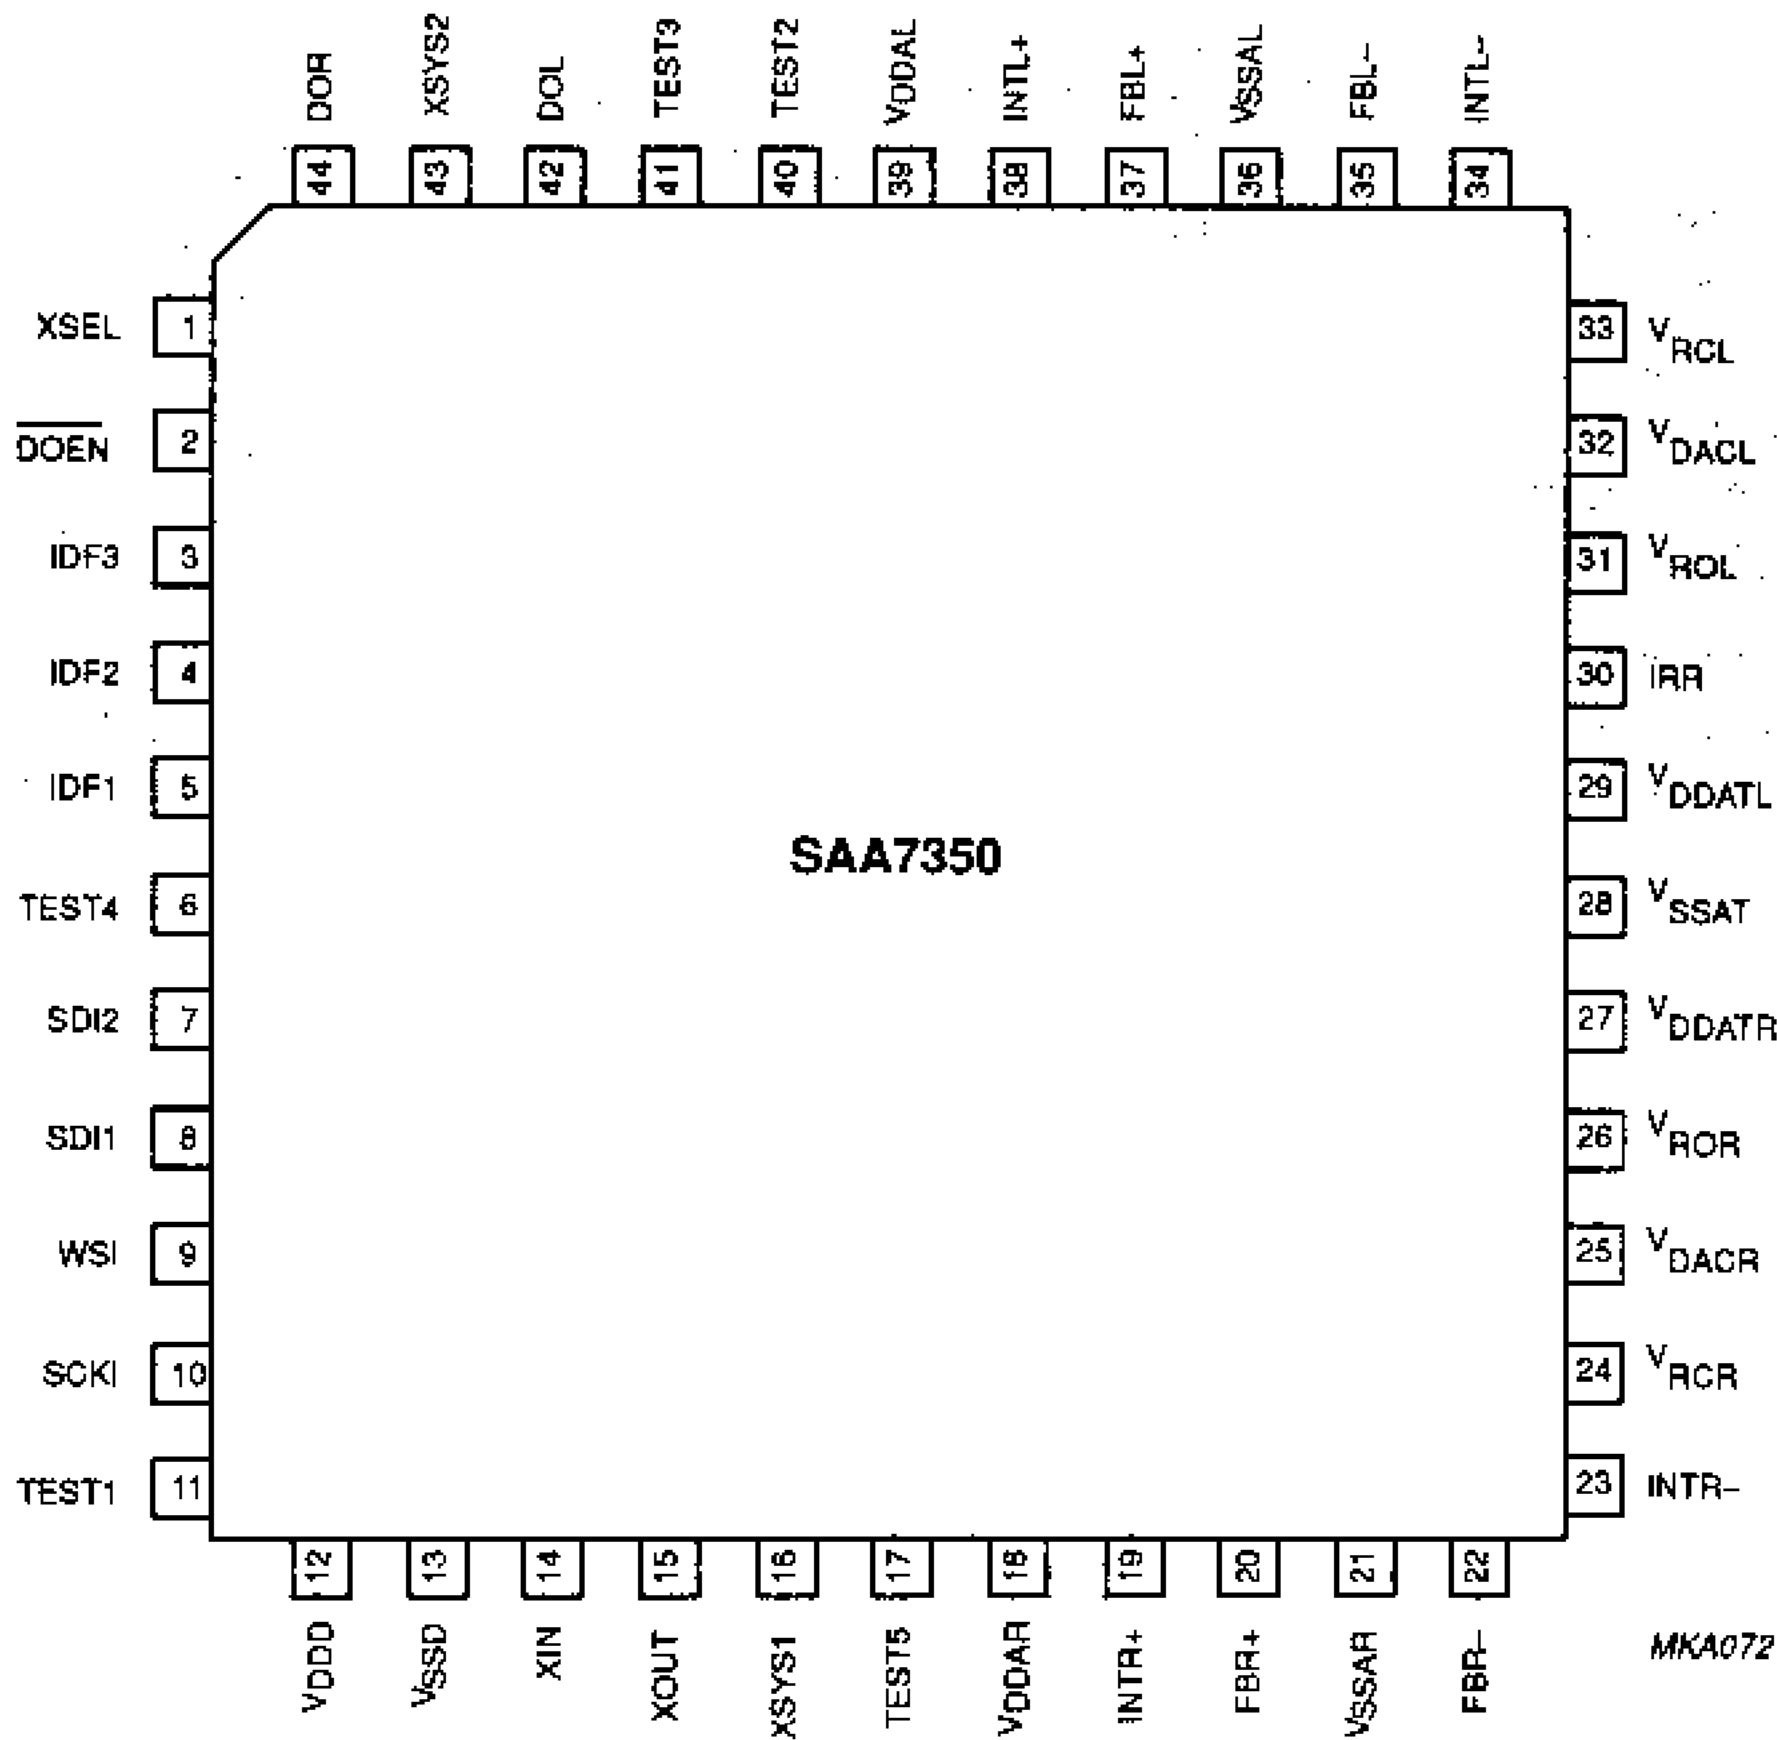 DOR XSYS2 DOL TEST3 TEST2 VDDAL INTL+ FBL+ VSSAL FBL− INTL−
44 43 42 41 40 39 38 37 36 35 34
XSEL 1 33 VRCL
DOEN 2 32 VDACL
IDF3 3 31 VROL
IDF2 4 30 IRR
IDF1 5 29 VDDATL
SAA7350
TEST4 6 28 VSSAT
SDI2 7 27 VDDATR
SDI1 8 26 VROR
WSI 9 25 VDACR
SCKI 10 24 VRCR
TEST1 11 23 INTR−
12 13 14 15 16 17 18 19 20 21 22
VDDD VSSD XIN XOUT XSYS1 TEST5 VDDAR INTR+ FBR+ VSSAR FBR−
MKA072